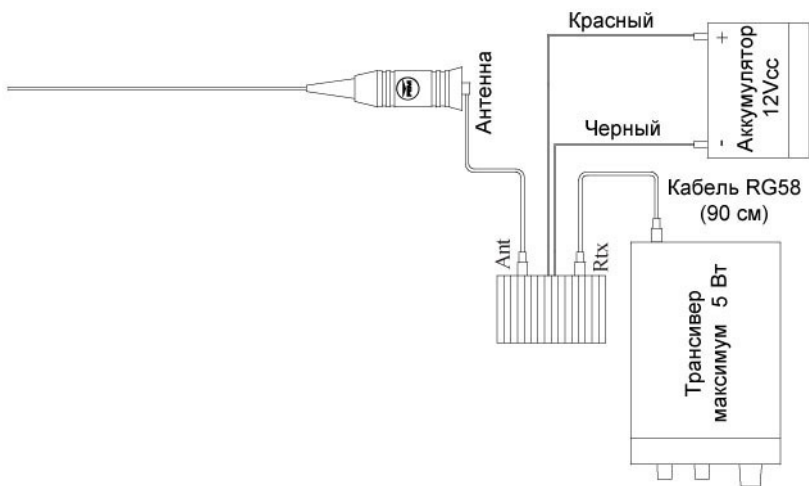 Красный
+
Аккумулятор
12Vcc
Антенна
Черный
-
Кабель RG58
(90 см)
Ant
Rtx
Трансивер
максимум 5 Вт